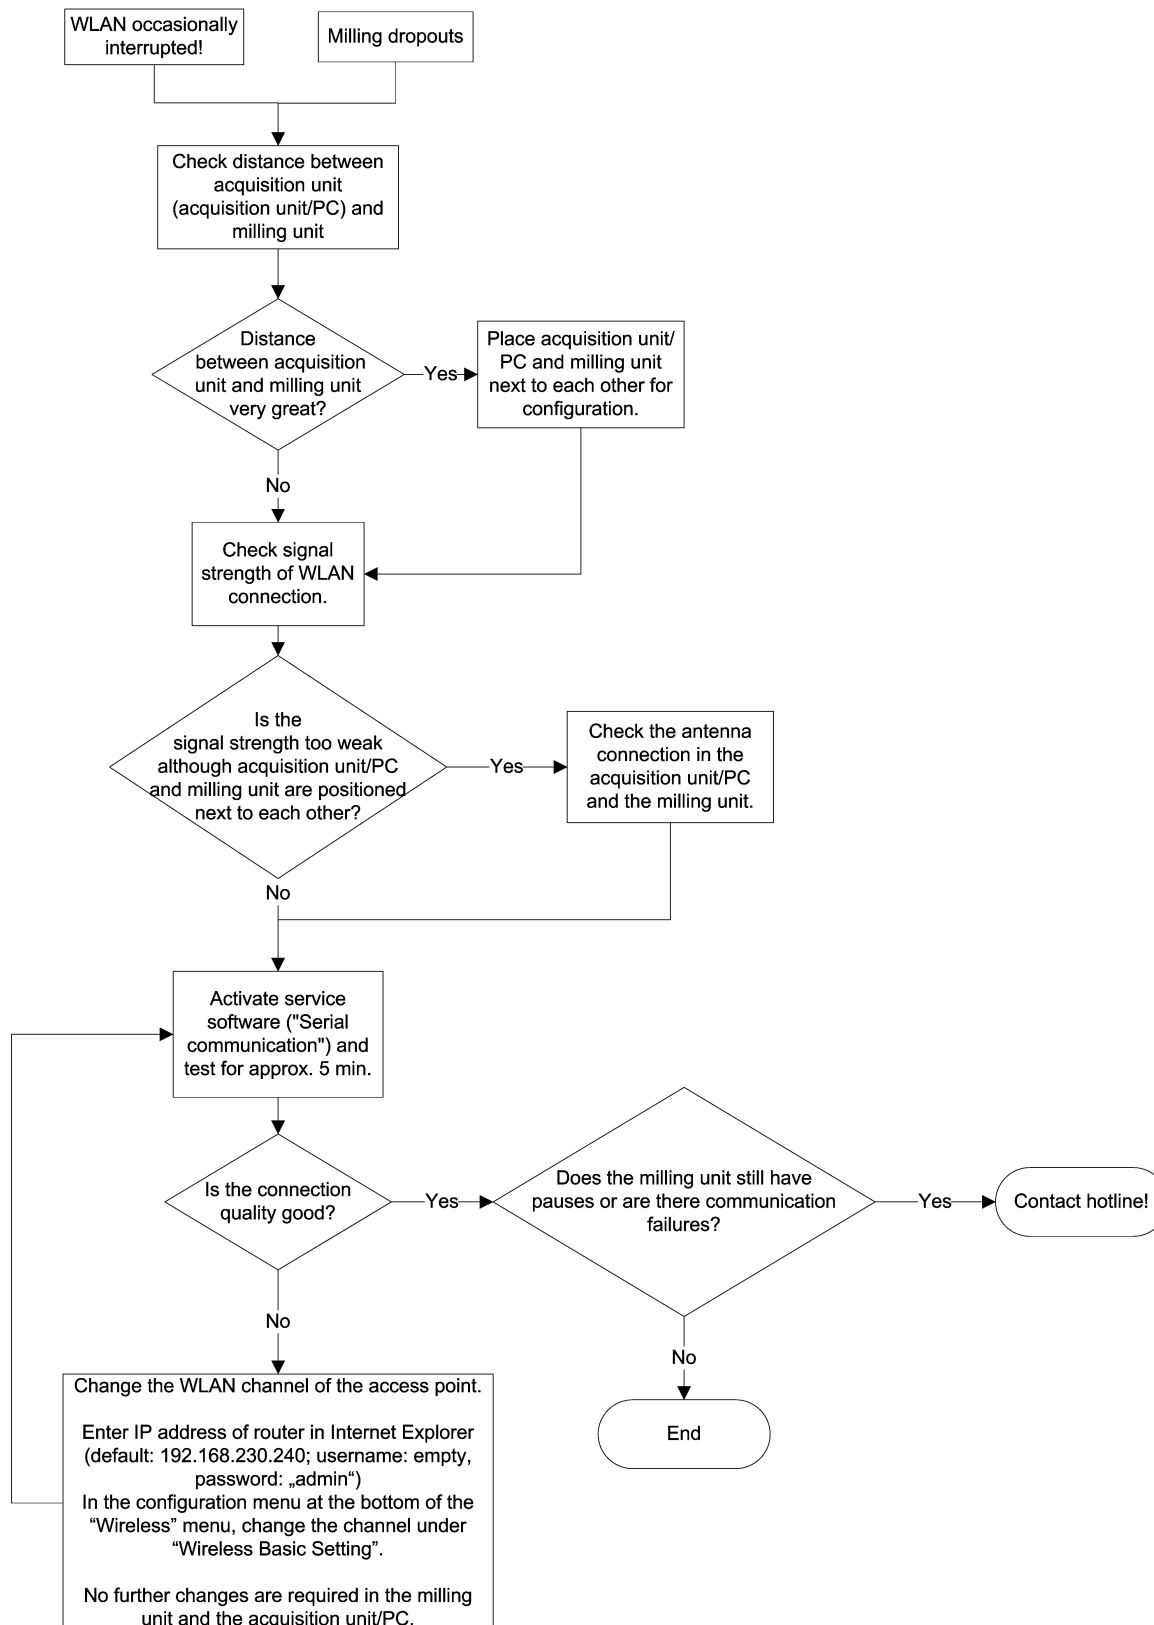 WLAN occasionally
interrupted!
Milling dropouts
Check distance between
acquisition unit
(acquisition unit/PC) and
milling unit
Distance
between acquisition
unit and milling unit
very great?
Yes
Place acquisition unit/
PC and milling unit
next to each other for
configuration.
No
Check signal
strength of WLAN
connection.
Is the
signal strength too weak
although acquisition unit/PC
and milling unit are positioned
next to each other?
Yes
Check the antenna
connection in the
acquisition unit/PC
and the milling unit.
No
Activate service
software ("Serial
communication") and
test for approx. 5 min.
Is the connection
quality good?
Yes
Does the milling unit still have
pauses or are there communication
failures?
Yes
Contact hotline!
No
No
End
Change the WLAN channel of the access point.
Enter IP address of router in Internet Explorer
(default: 192.168.230.240; username: empty,
password: „admin“)
In the configuration menu at the bottom of the
“Wireless” menu, change the channel under
“Wireless Basic Setting”.
No further changes are required in the milling
unit and the acquisition unit/PC.